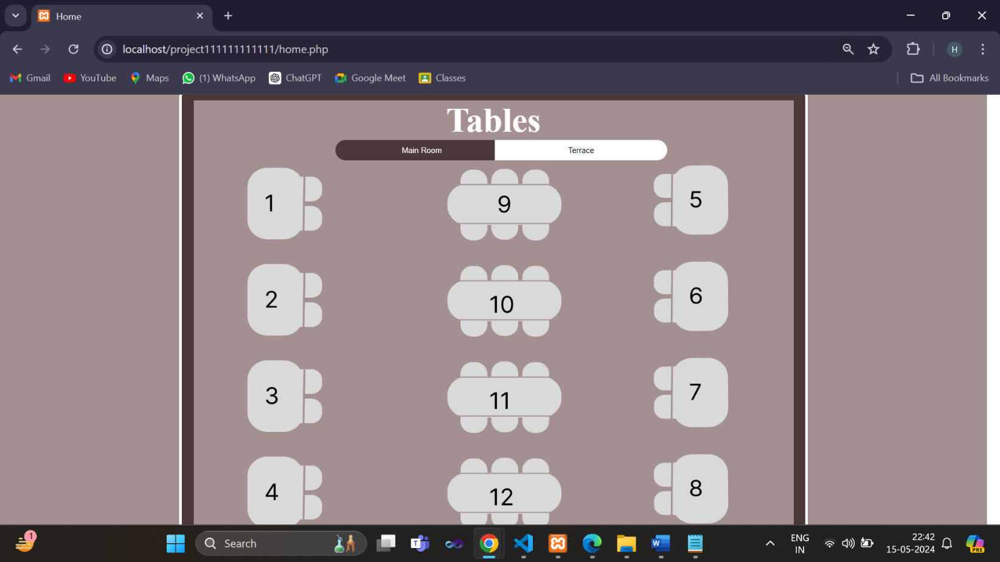 Home
localhost/project111111111111/home.php
H
Gmail YouTube Maps (1) WhatsApp ChatGPT Google Meet Classes All Bookmarks
Tables
Main Room Terrace
1 9 5
2 10 6
3 11 7
4 12 8
1
Search
T
W
ENG
IN
22:42
15-05-2024
PRE